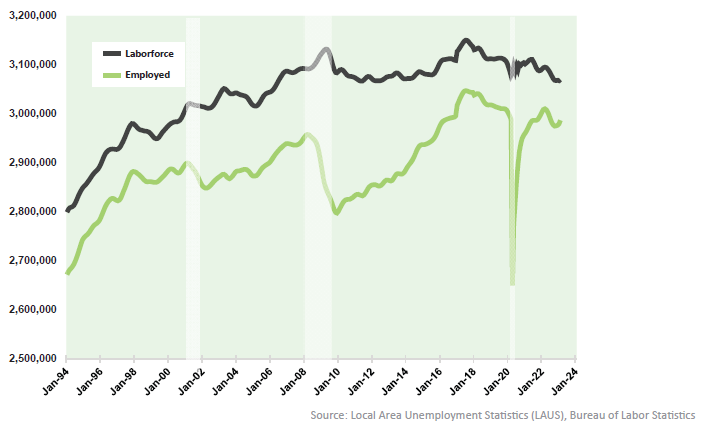 3,200,000
3,100,000
3,000,000
2,900,000
2,800,000
2,700,000
2,600,000
2,500,000
Laborforce
Employed
Jan-94
Jan-96
Jan-98
Jan-00
Jan-02
Jan-04
Jan-06
Jan-08
Jan-10
Jan-12
Jan-14
Jan-16
Jan-18
Jan-20
Jan-22
Jan-24
Source: Local Area Unemployment Statistics (LAUS), Bureau of Labor Statistics